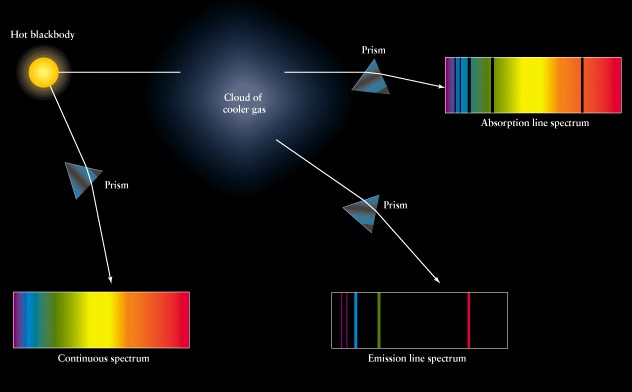 Hot blackbody
Prism
Cloud of
cooler gas
Absorption line spectrum
Prism
Prism
Continuous spectrum
Emission line spectrum